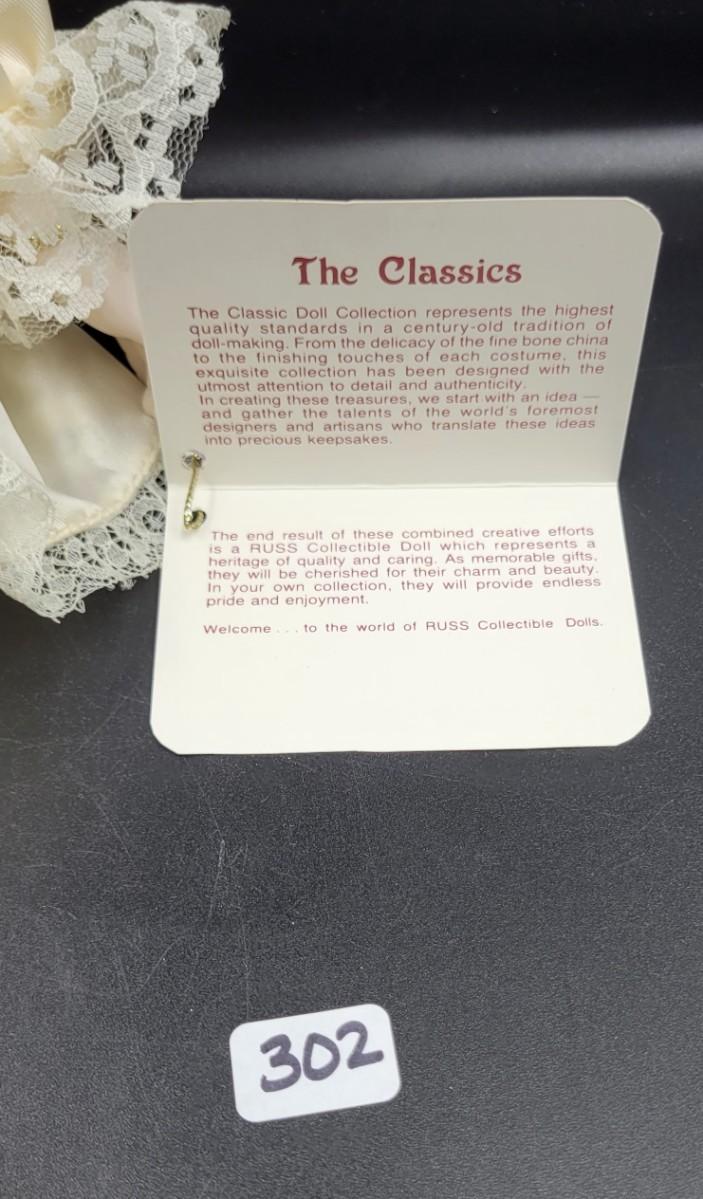 The Classics
The Classic Doll Collection represents the highest
quality standards in a century-old tradition of
doll-making. From the delicacy of the fine bone china
to the finishing touches of each costume, this
exquisite collection has been designed with the
utmost attention to detail and authenticity.
In creating these treasures, we start with an idea —
and gather the talents of the world's foremost
designers and artisans who translate these ideas
into precious keepsakes.
The end result of these combined creative efforts
is a RUSS Collectible Doll which represents a
heritage of quality and caring. As memorable gifts,
they will be cherished for their charm and beauty.
In your own collection, they will provide endless
pride and enjoyment.
Welcome . . . to the world of RUSS Collectible Dolls.
302